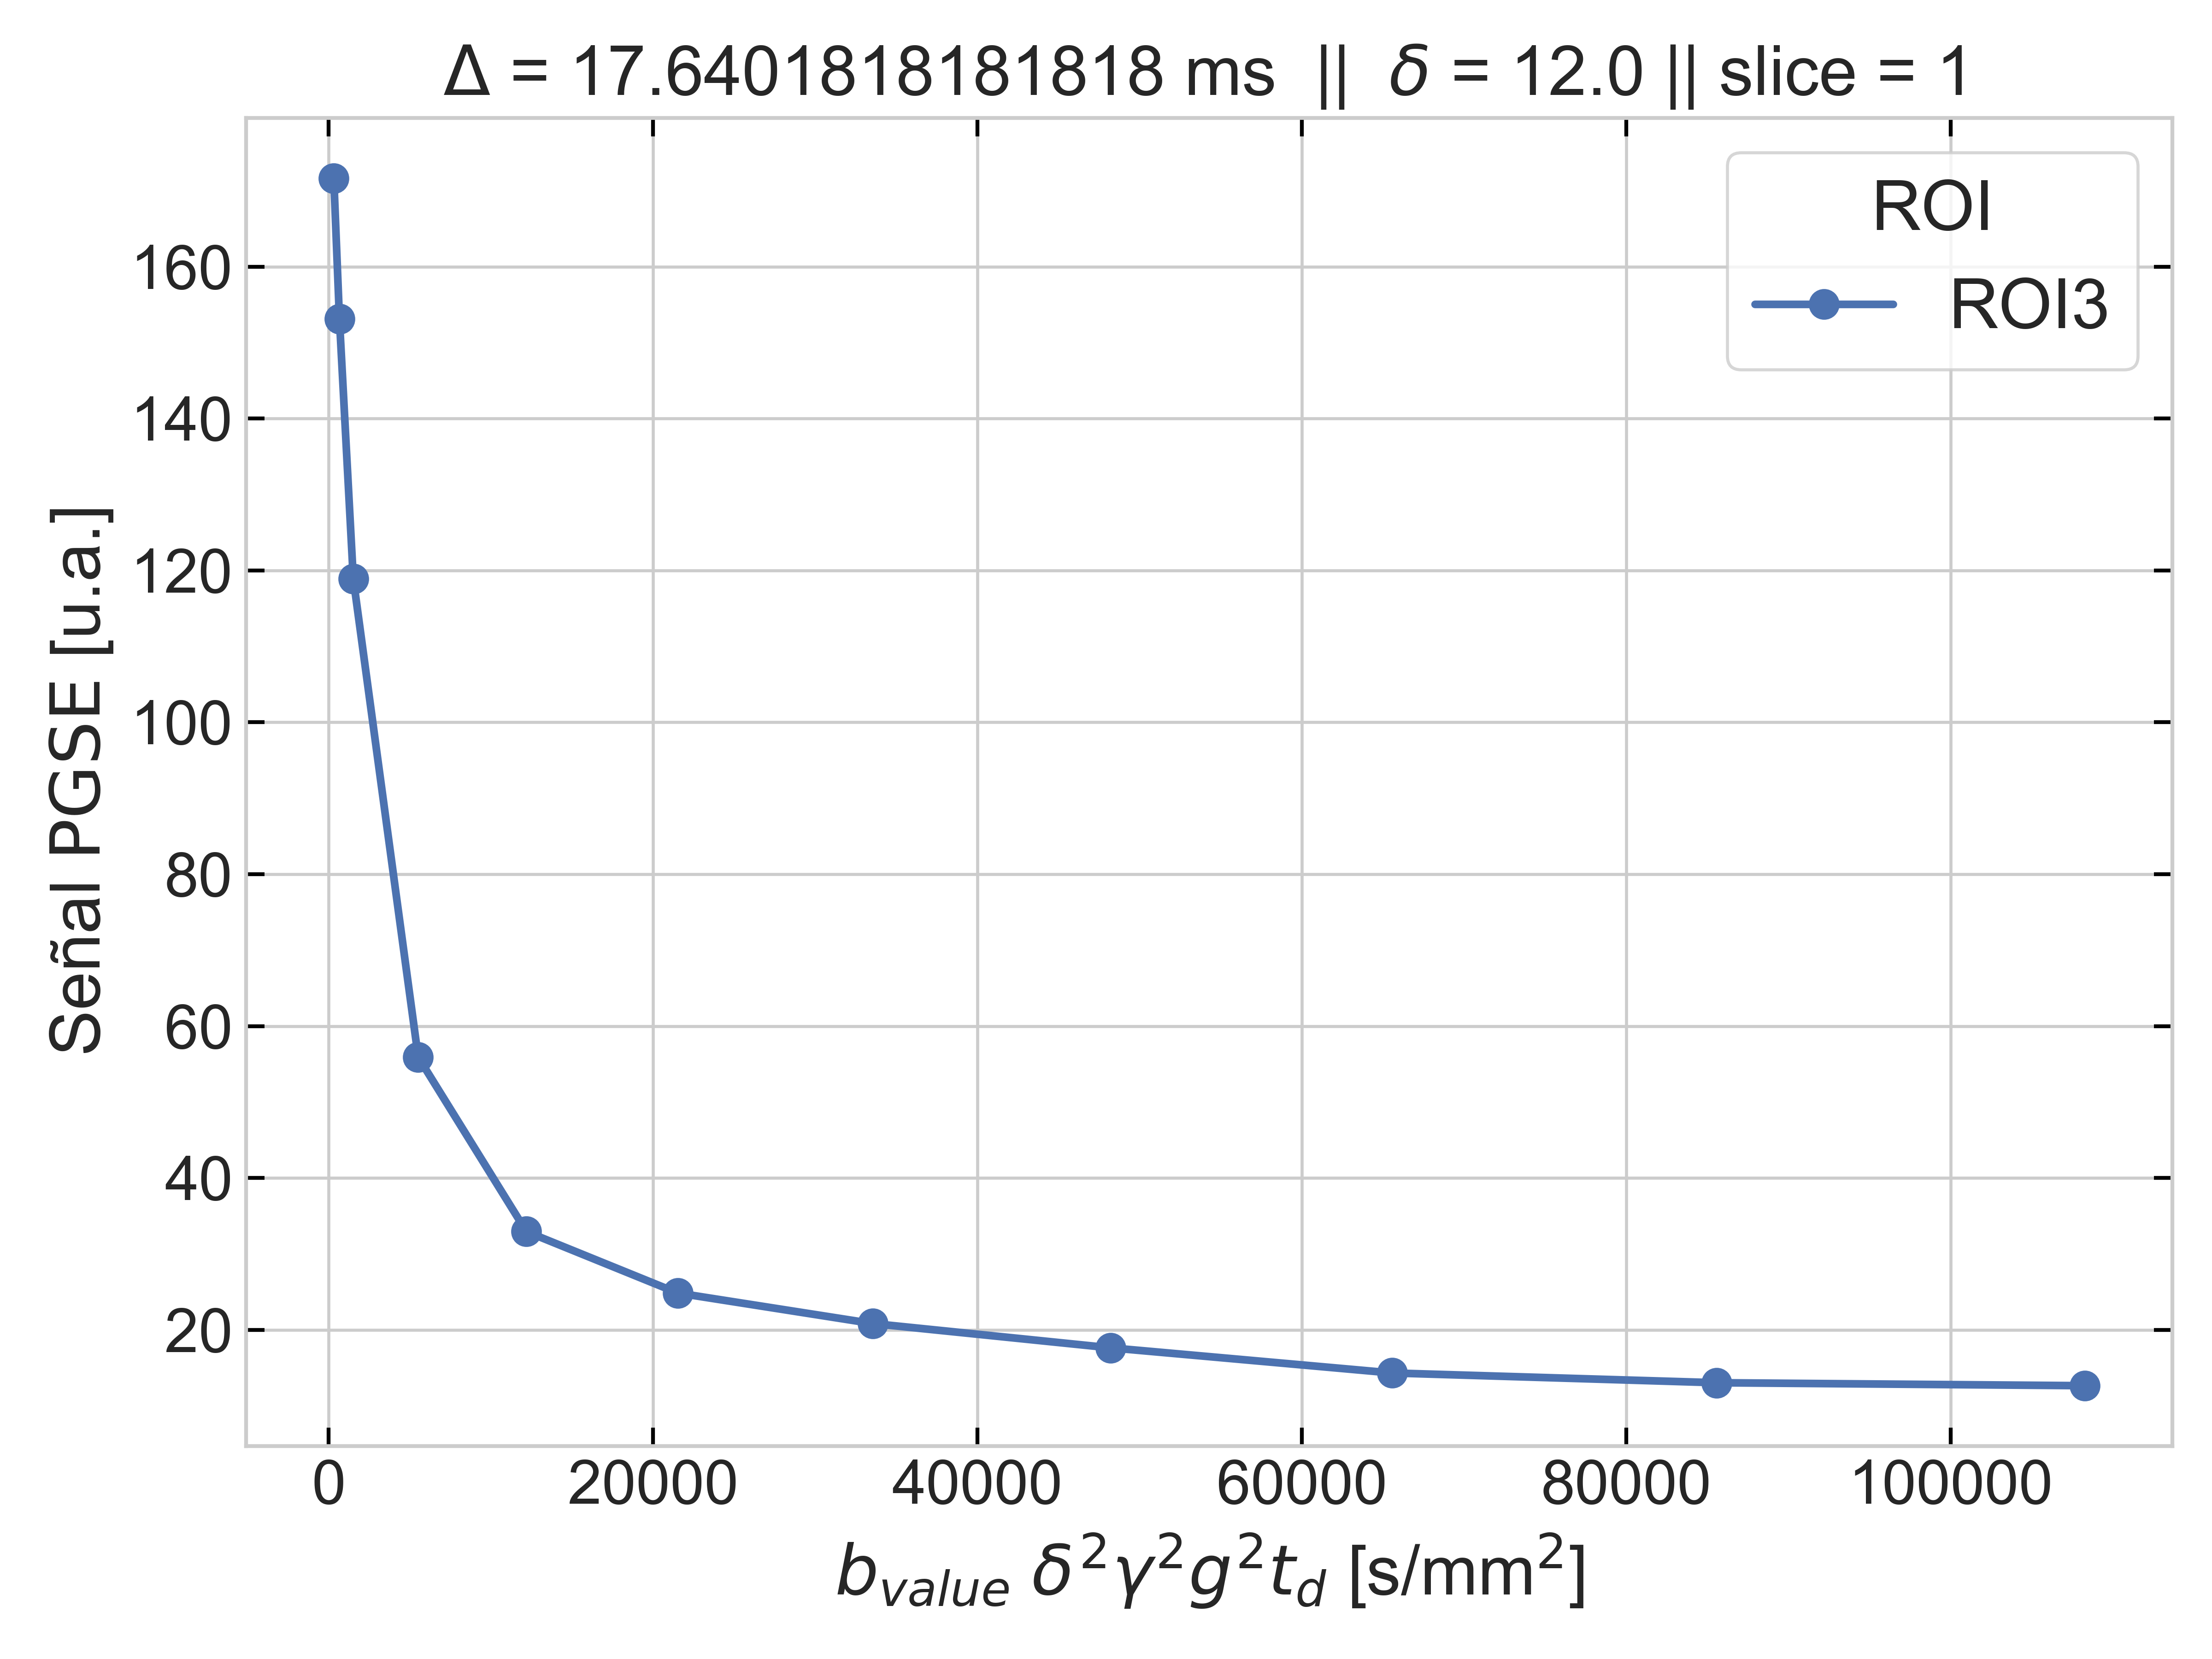 Δ = 17.64018181818181818 ms || δ = 12.0 || slice = 1
Señal PGSE [u.a.]
160
140
120
100
80
60
40
20
ROI
ROI3
0 20000 40000 60000 80000 100000
b_value δ²γ²g²t_d [s/mm²]